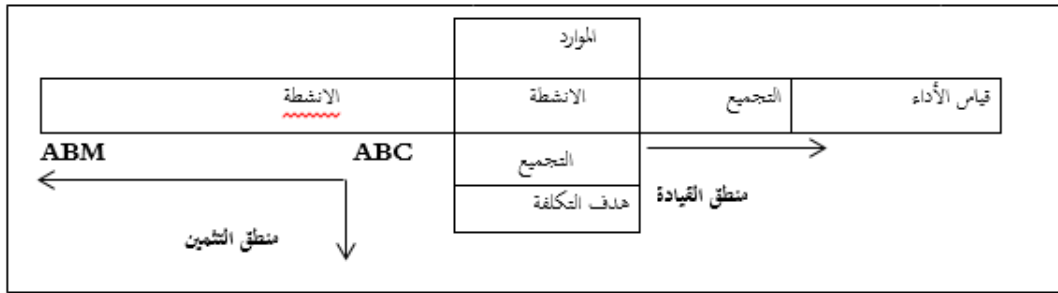 الموارد
قياس الأداء
التجميع
الانشطة
الانشطة
ABM
ABC
التجميع
منطق القيادة
هدف التكلفة
منطق التثمين